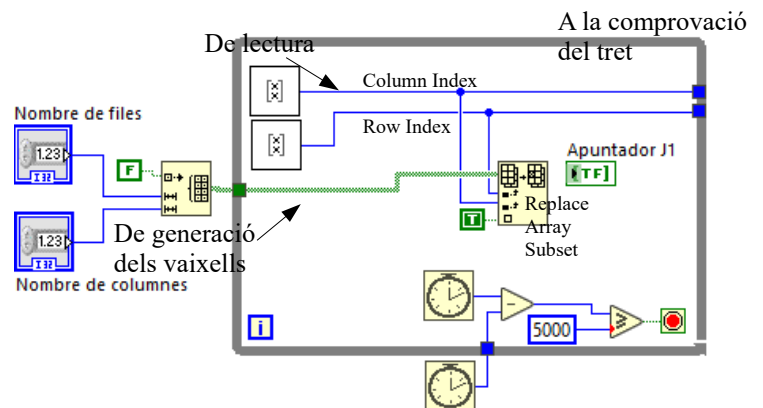 A la comprovació
del tret
De lectura
Column Index
Nombre de files
Row Index
1.23
I32
Apuntador J1
F
TF
Replace
Array
Subset
T
1.23
I32
De generació
dels vaixells
Nombre de columnes
i
5000